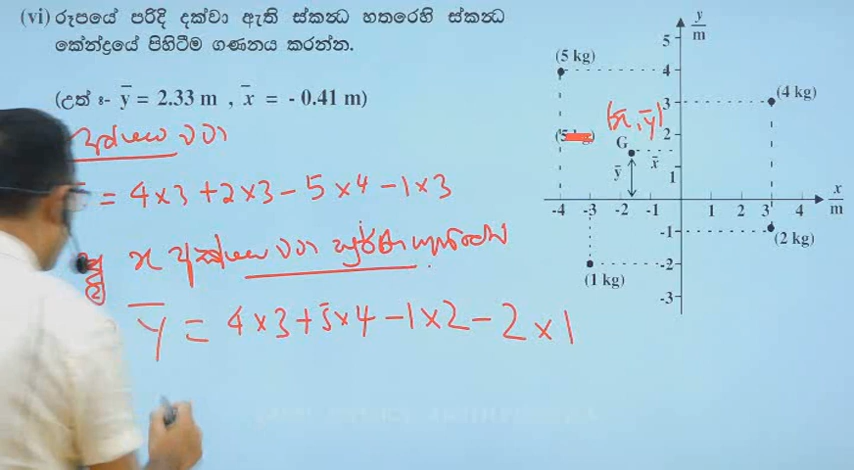 (vi) රූපයේ පරිදි දක්වා ඇති ස්කන්ධ හතරෙහි ස්කන්ධ
කේන්ද්‍රයේ පිහිටීම ගණනය කරන්න.
(උත් :- y̅ = 2.33 m , x̅ = - 0.41 m)
වටා
= 4×3 + 2×3 − 5×4 − 1×3
x අක්ෂය වටා
y̅ = 4×3 + 5×4 − 1×2 − 2×1
y/m
5
(5 kg)
4
3
(4 kg)
(x̅, y̅)
2
G
x̅
y̅
1
-4 -3 -2 -1 1 2 3 4
x/m
-1
(2 kg)
-2
(1 kg)
-3